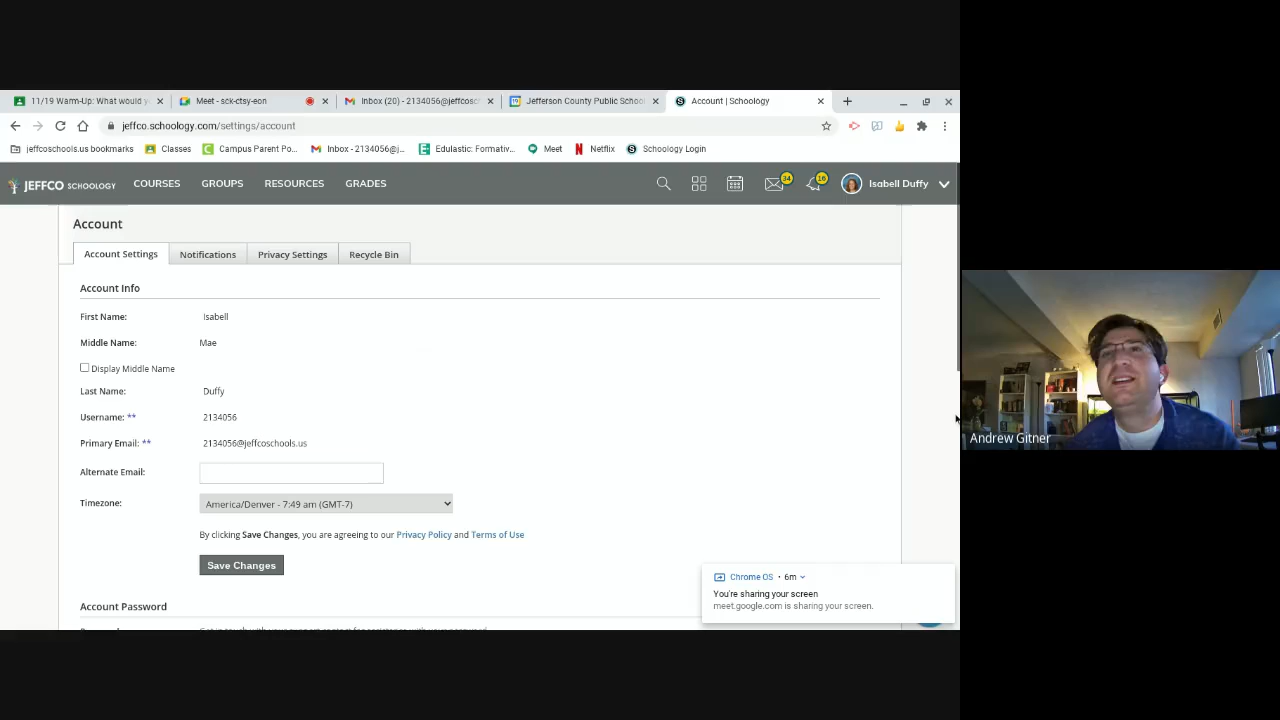 11/19 Warm-Up: What would y
Meet - sck-ctsy-eon
Inbox (20) - 2134056@jeffcosc
Jefferson County Public Schoo
Account | Schoology
jeffco.schoology.com/settings/account
jeffcoschools.us bookmarks
Classes
Campus Parent Po...
Inbox - 2134056@j...
Edulastic: Formativ...
Meet
Netflix
Schoology Login
JEFFCO SCHOOLOGY
COURSES
GROUPS
RESOURCES
GRADES
34
Isabell Duffy
Account
Account Settings
Notifications
Privacy Settings
Recycle Bin
Account Info
First Name: Isabell
Middle Name: Mae
Display Middle Name
Last Name: Duffy
Username: ** 2134056
Primary Email: ** 2134056@jeffcoschools.us
Alternate Email:
Timezone: America/Denver - 7:49 am (GMT-7)
By clicking Save Changes, you are agreeing to our Privacy Policy and Terms of Use
Save Changes
Account Password
Chrome OS • 6m
You're sharing your screen
meet.google.com is sharing your screen.
Andrew Gitner